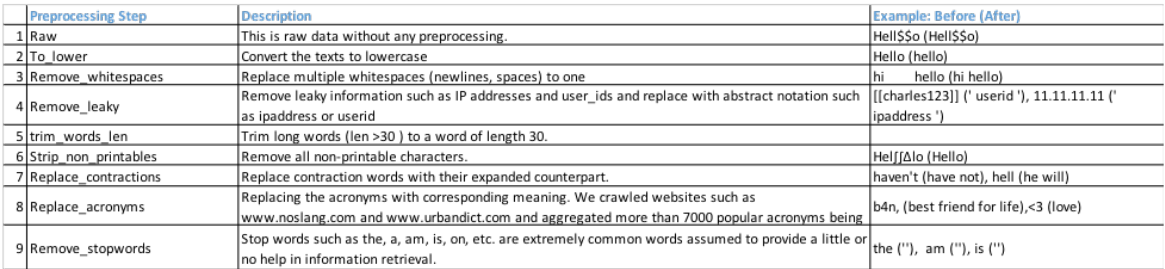 Preprocessing Step Description Example: Before (After)
1 Raw This is raw data without any preprocessing. Hell$$o (Hell$$o)
2 To_lower Convert the texts to lowercase Hello (hello)
3 Remove_whitespaces Replace multiple whitespaces (newlines, spaces) to one hi hello (hi hello)
4 Remove_leaky Remove leaky information such as IP addresses and user_ids and replace with abstract notation such
as ipaddress or userid
[[charles123]] (' userid '), 11.11.11.11 ('
ipaddress ')
5 trim_words_len Trim long words (len >30 ) to a word of length 30.
6 Strip_non_printables Remove all non-printable characters. Hel∫∫∆lo (Hello)
7 Replace_contractions Replace contraction words with their expanded counterpart. haven't (have not), hell (he will)
8 Replace_acronyms Replacing the acronyms with corresponding meaning. We crawled websites such as
www.noslang.com and www.urbandict.com and aggregated more than 7000 popular acronyms being
b4n, (best friend for life),<3 (love)
9 Remove_stopwords Stop words such as the, a, am, is, on, etc. are extremely common words assumed to provide a little or
no help in information retrieval.
the (''), am (''), is ('')